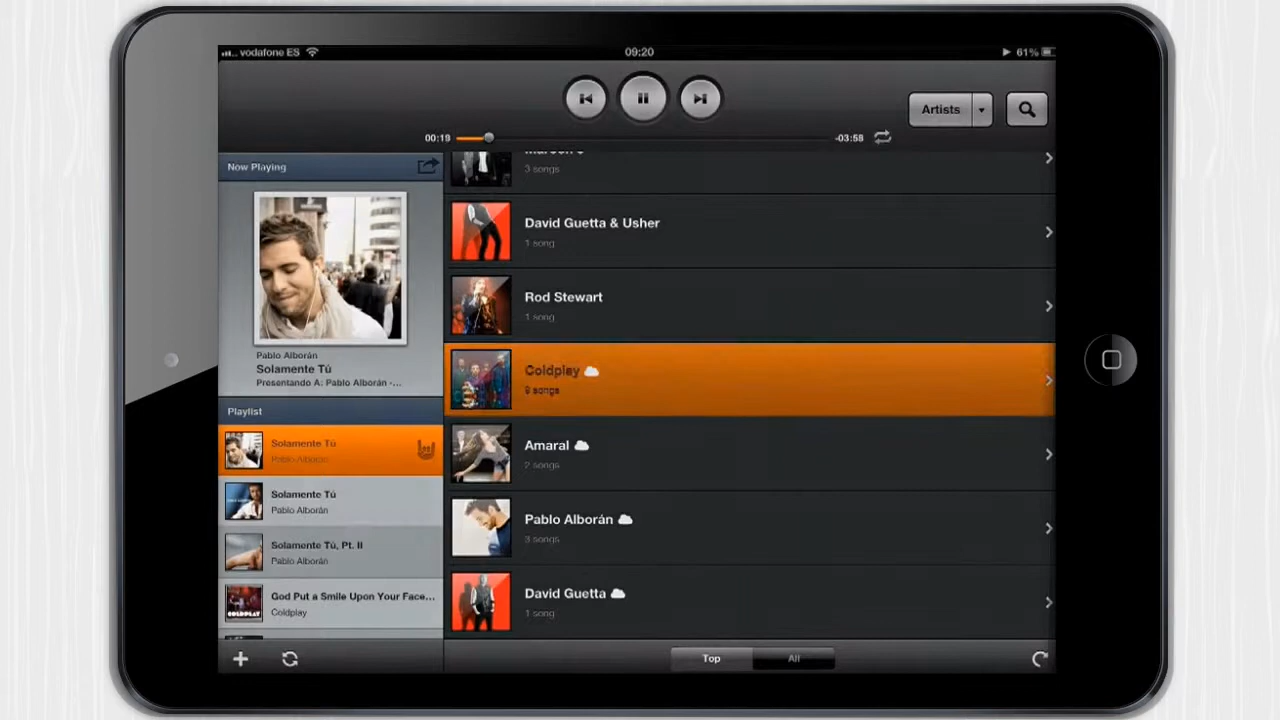 vodafone ES
09:20
61%
Artists
00:19
-03:58
Now Playing
3 songs
David Guetta & Usher
1 song
Rod Stewart
1 song
Pablo Alborán
Solamente Tú
Presentando A: Pablo Alborán -...
Coldplay
9 songs
Playlist
Solamente Tú
Pablo Alborán
Amaral
2 songs
Solamente Tú
Pablo Alborán
Pablo Alborán
3 songs
Solamente Tú, Pt. II
Pablo Alborán
God Put a Smile Upon Your Face...
Coldplay
COLDPLAY
David Guetta
1 song
Top
All